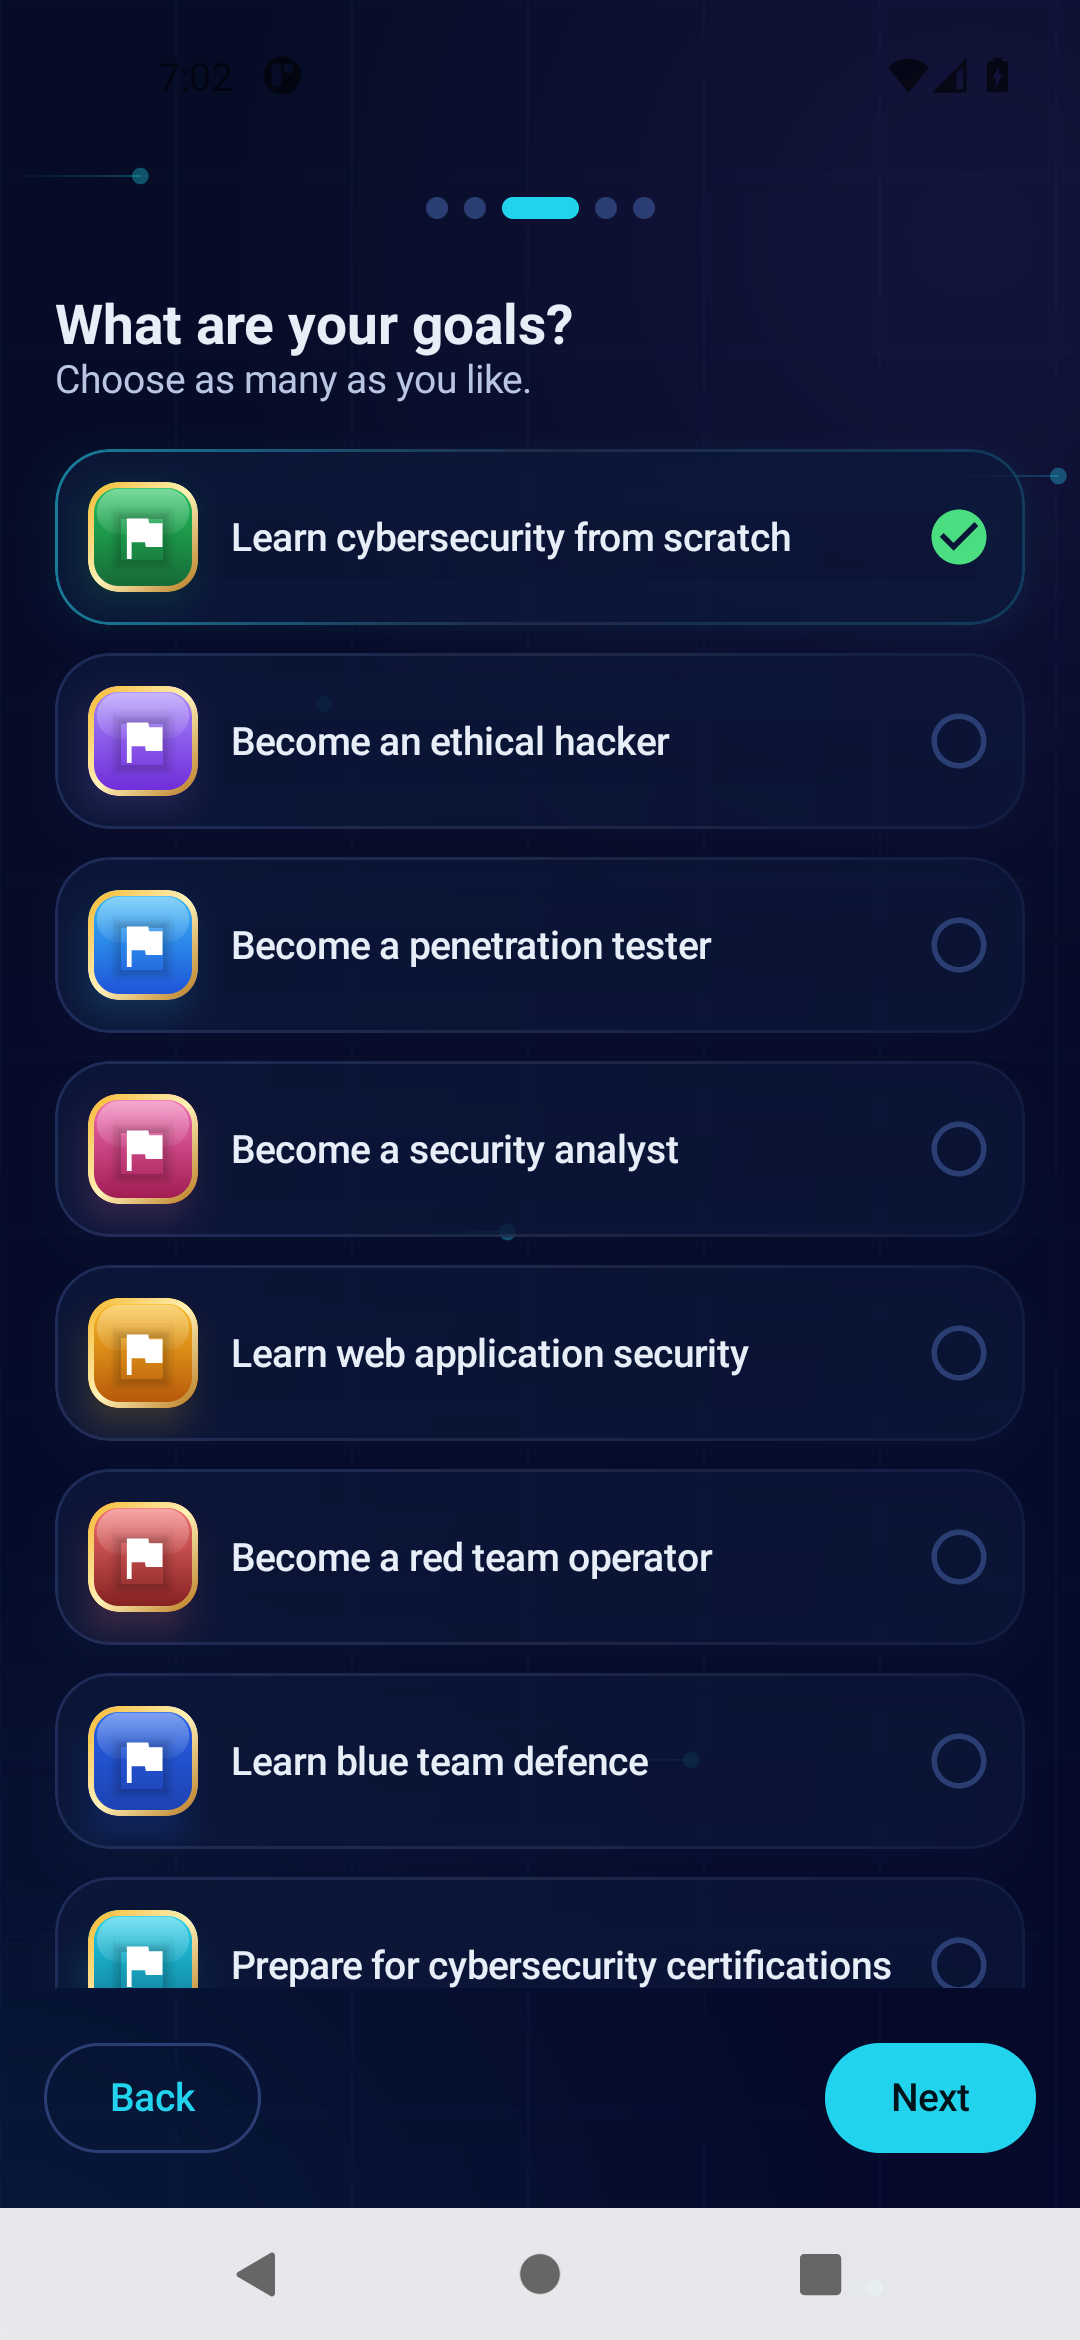 7:02
What are your goals?
Choose as many as you like.
Learn cybersecurity from scratch
Become an ethical hacker
Become a penetration tester
Become a security analyst
Learn web application security
Become a red team operator
Learn blue team defence
Prepare for cybersecurity certifications
Back
Next